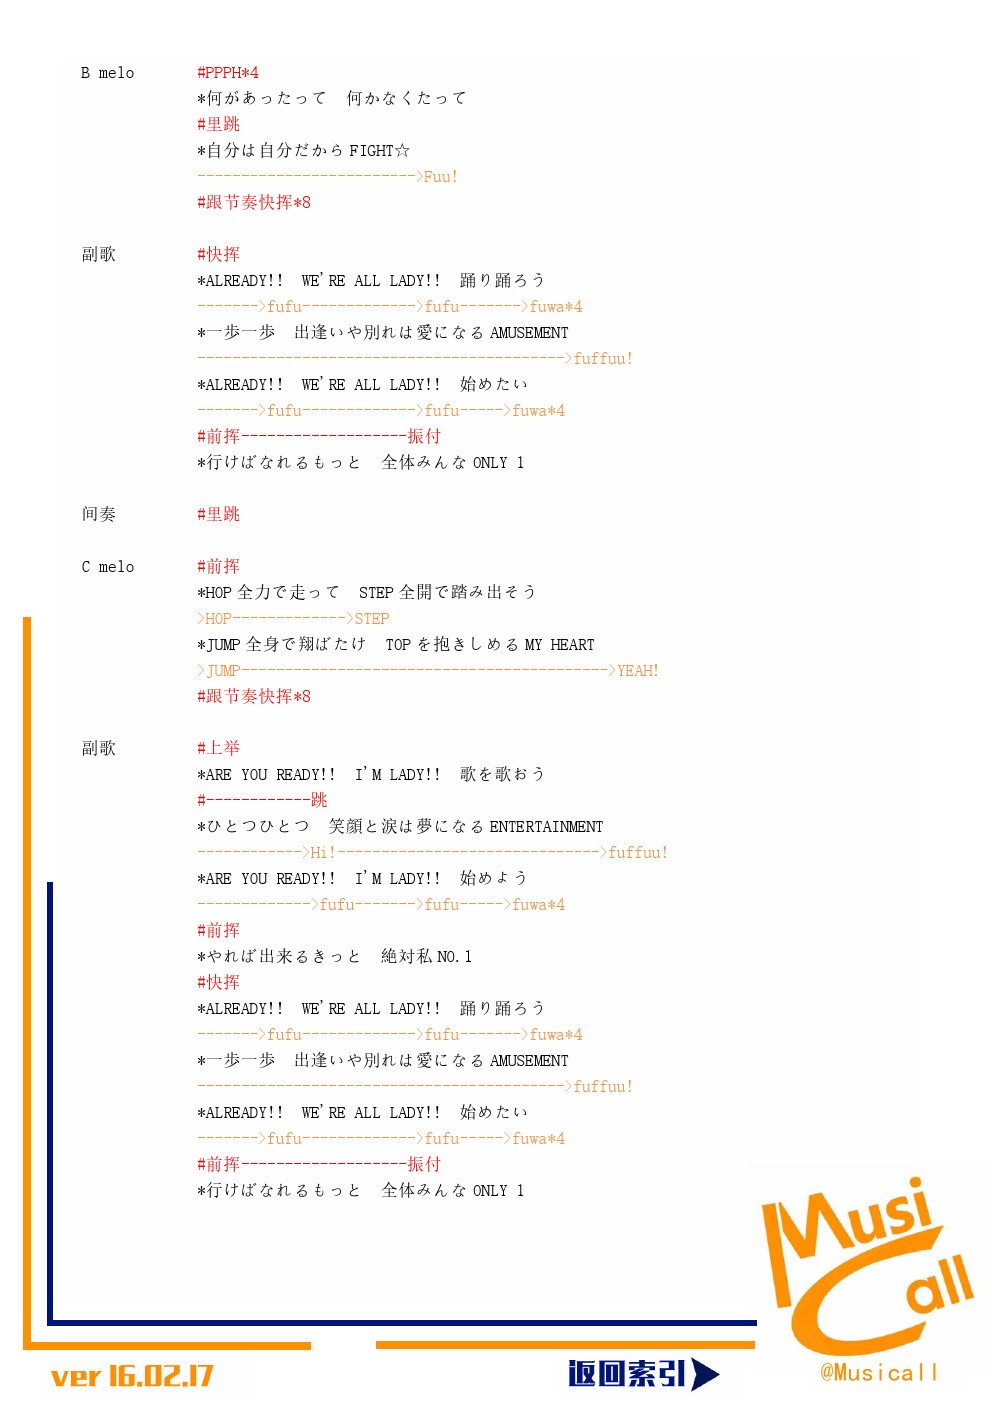 B melo #PPPH*4
*何があったって　何かなくたって
#里跳
*自分は自分だから FIGHT☆
------------------------->Fuu!
#跟节奏快挥*8
副歌 #快挥
*ALREADY!!　WE'RE ALL LADY!!　踊り踊ろう
------->fufu------------->fufu------->fuwa*4
*一歩一歩　出逢いや別れは愛になる AMUSEMENT
------------------------------------------>fuffuu!
*ALREADY!!　WE'RE ALL LADY!!　始めたい
------->fufu------------->fufu----->fuwa*4
#前挥-------------------振付
*行けばなれるもっと　全体みんな ONLY 1
间奏 #里跳
C melo #前挥
*HOP 全力で走って　STEP 全開で踏み出そう
>HOP------------->STEP
*JUMP 全身で翔ばたけ　TOP を抱きしめる MY HEART
>JUMP------------------------------------------>YEAH!
#跟节奏快挥*8
副歌 #上举
*ARE YOU READY!!　I'M LADY!!　歌を歌おう
#------------跳
*ひとつひとつ　笑顔と涙は夢になる ENTERTAINMENT
------------>Hi!------------------------------>fuffuu!
*ARE YOU READY!!　I'M LADY!!　始めよう
------------->fufu------->fufu----->fuwa*4
#前挥
*やれば出来るきっと　絶対私 NO.1
#快挥
*ALREADY!!　WE'RE ALL LADY!!　踊り踊ろう
------->fufu------------->fufu------->fuwa*4
*一歩一歩　出逢いや別れは愛になる AMUSEMENT
------------------------------------------>fuffuu!
*ALREADY!!　WE'RE ALL LADY!!　始めたい
------->fufu------------->fufu----->fuwa*4
#前挥-------------------振付
*行けばなれるもっと　全体みんな ONLY 1
Musi
Call
ver 16.02.17 返回索引 @Musicall